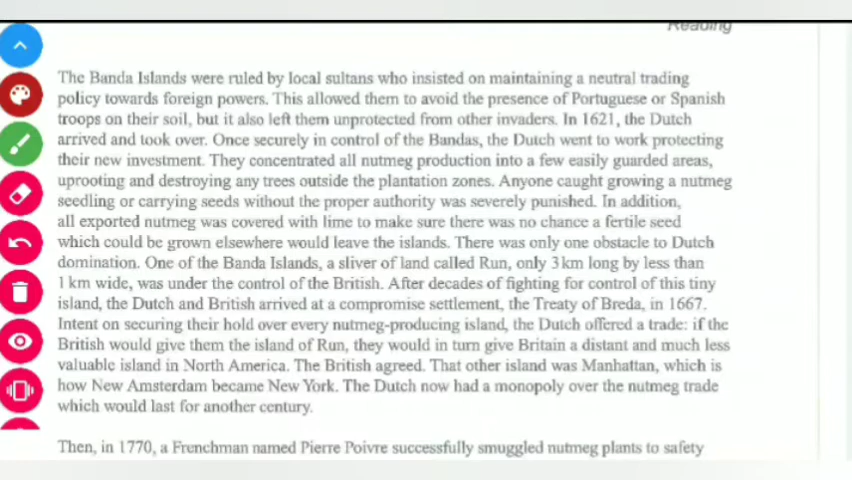 Reading
The Banda Islands were ruled by local sultans who insisted on maintaining a neutral trading
policy towards foreign powers. This allowed them to avoid the presence of Portuguese or Spanish
troops on their soil, but it also left them unprotected from other invaders. In 1621, the Dutch
arrived and took over. Once securely in control of the Bandas, the Dutch went to work protecting
their new investment. They concentrated all nutmeg production into a few easily guarded areas,
uprooting and destroying any trees outside the plantation zones. Anyone caught growing a nutmeg
seedling or carrying seeds without the proper authority was severely punished. In addition,
all exported nutmeg was covered with lime to make sure there was no chance a fertile seed
which could be grown elsewhere would leave the islands. There was only one obstacle to Dutch
domination. One of the Banda Islands, a sliver of land called Run, only 3 km long by less than
1 km wide, was under the control of the British. After decades of fighting for control of this tiny
island, the Dutch and British arrived at a compromise settlement, the Treaty of Breda, in 1667.
Intent on securing their hold over every nutmeg-producing island, the Dutch offered a trade: if the
British would give them the island of Run, they would in turn give Britain a distant and much less
valuable island in North America. The British agreed. That other island was Manhattan, which is
how New Amsterdam became New York. The Dutch now had a monopoly over the nutmeg trade
which would last for another century.
Then, in 1770, a Frenchman named Pierre Poivre successfully smuggled nutmeg plants to safety